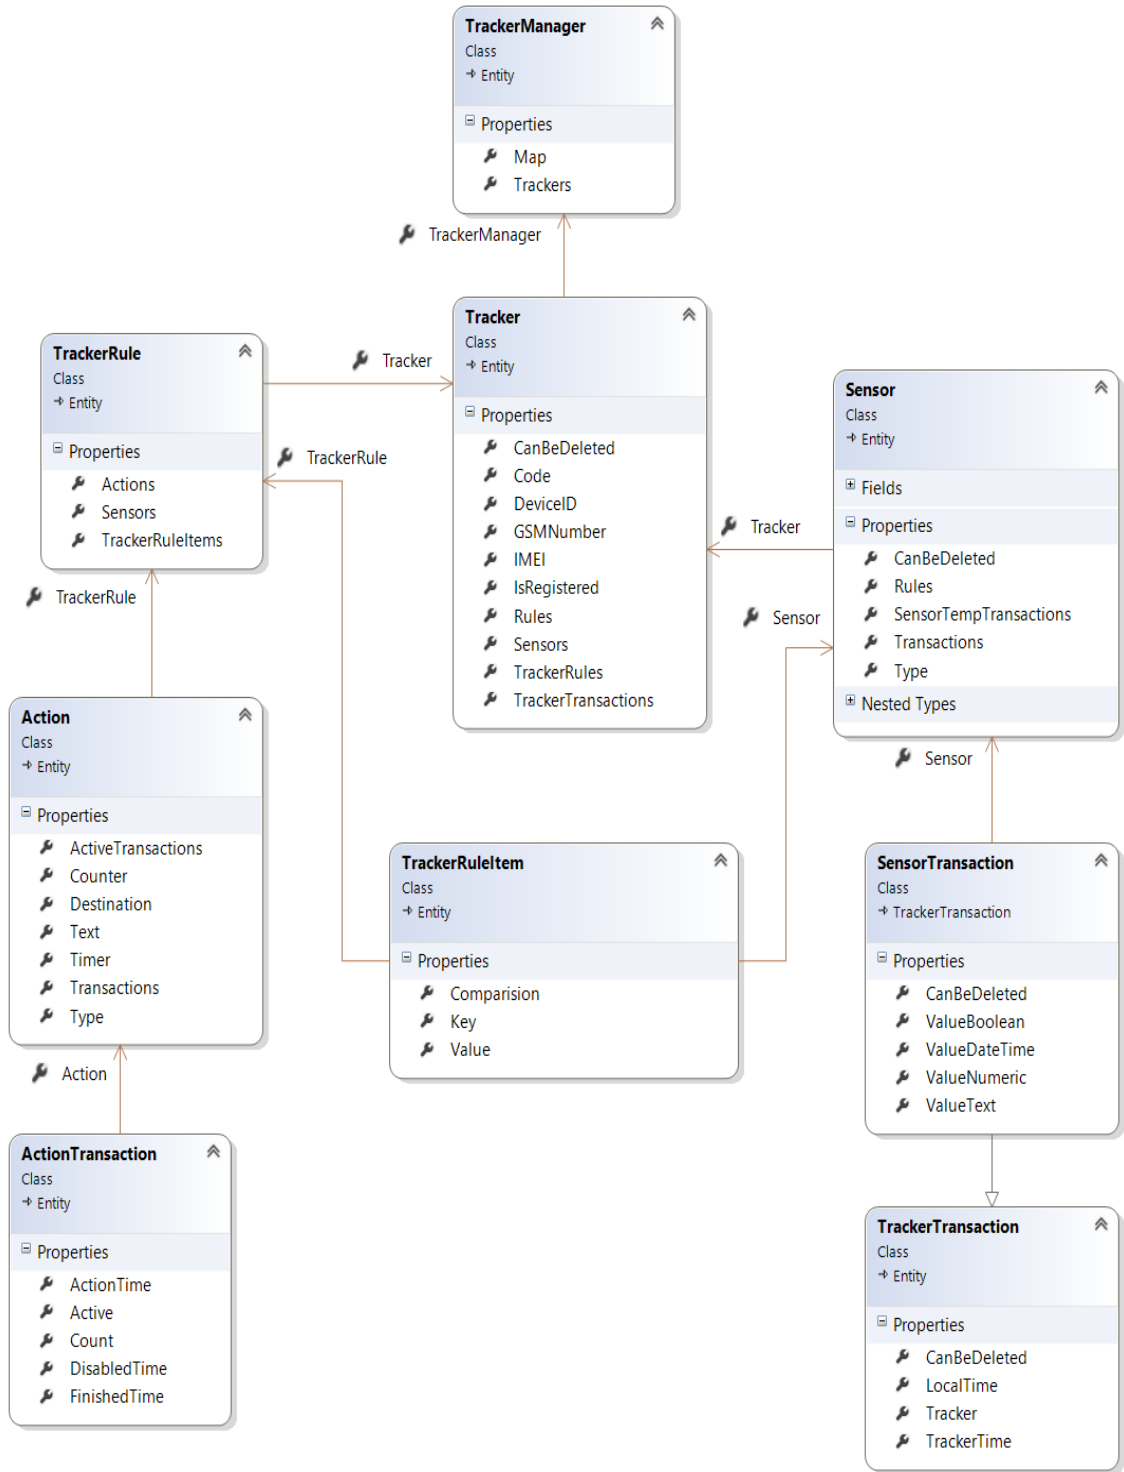 TrackerManager
Class
Entity
Properties
Map
Trackers
TrackerManager
Tracker
Class
Entity
Properties
CanBeDeleted
Code
DeviceID
GSMNumber
IMEI
IsRegistered
Rules
Sensors
TrackerRules
TrackerTransactions
TrackerRule
Class
Entity
Properties
Actions
Sensors
TrackerRuleItems
Tracker
TrackerRule
TrackerRule
Sensor
Class
Entity
Fields
Properties
CanBeDeleted
Rules
SensorTempTransactions
Transactions
Type
Nested Types
Tracker
Sensor
Sensor
Action
Class
Entity
Properties
ActiveTransactions
Counter
Destination
Text
Timer
Transactions
Type
Action
TrackerRuleItem
Class
Entity
Properties
Comparision
Key
Value
SensorTransaction
Class
TrackerTransaction
Properties
CanBeDeleted
ValueBoolean
ValueDateTime
ValueNumeric
ValueText
ActionTransaction
Class
Entity
Properties
ActionTime
Active
Count
DisabledTime
FinishedTime
TrackerTransaction
Class
Entity
Properties
CanBeDeleted
LocalTime
Tracker
TrackerTime